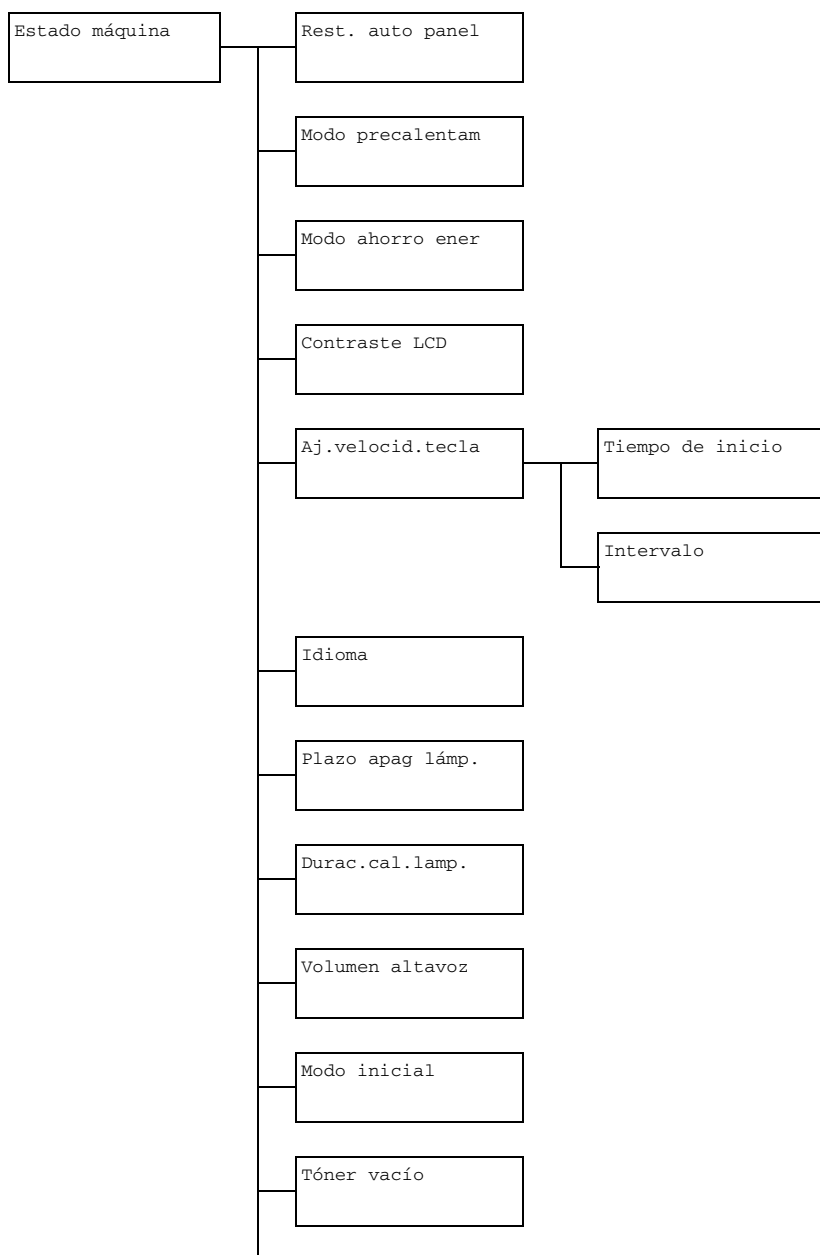 Estado máquina
Rest. auto panel
Modo precalentam
Modo ahorro ener
Contraste LCD
Aj.velocid.tecla
Tiempo de inicio
Intervalo
Idioma
Plazo apag lámp.
Durac.cal.lamp.
Volumen altavoz
Modo inicial
Tóner vacío